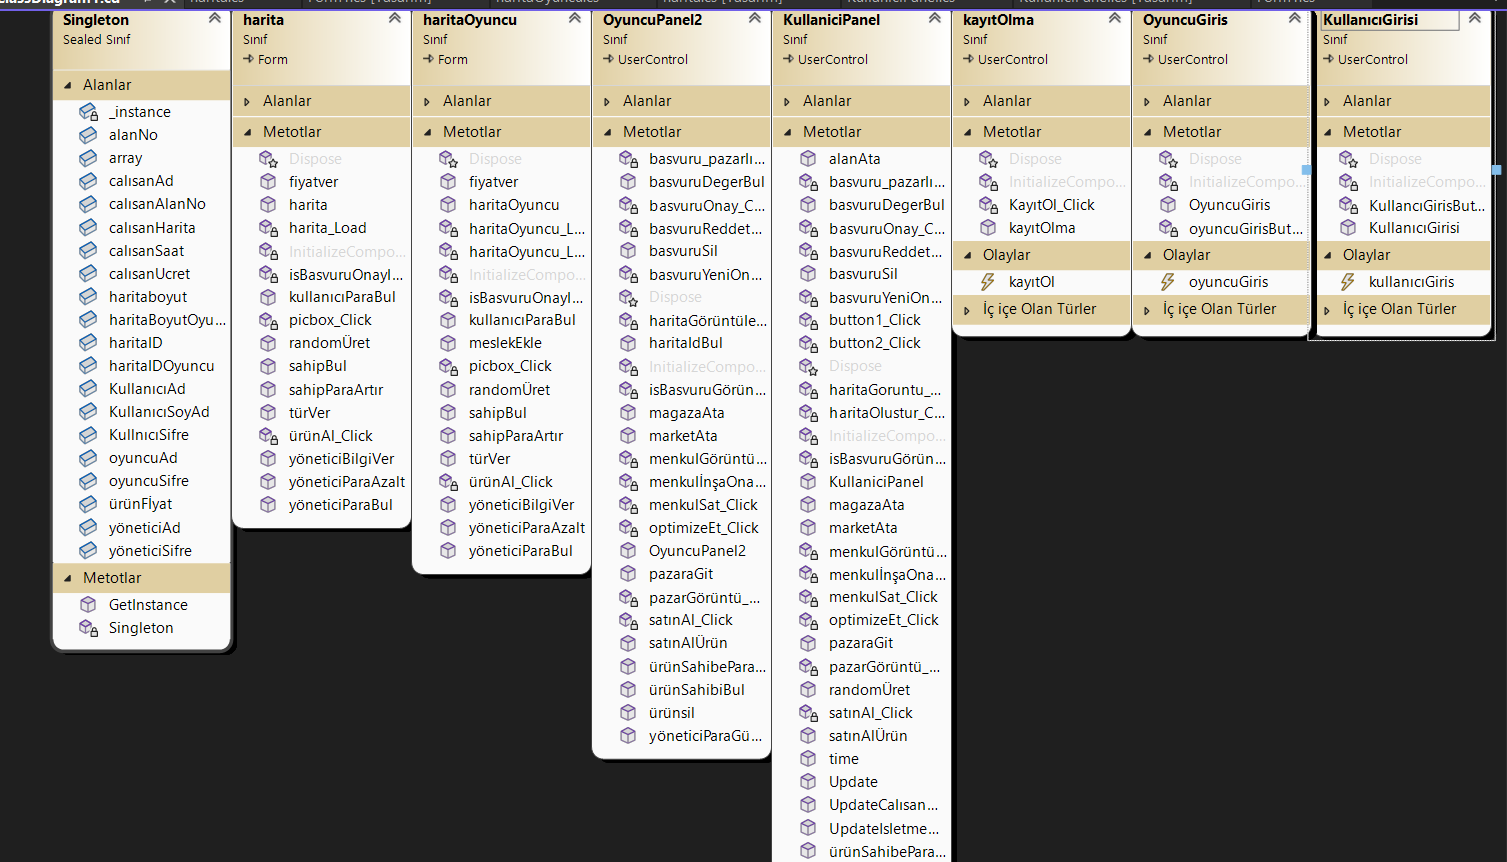 Singleton
Sealed Sınıf
Alanlar
_instance
alanNo
array
calısanAd
calısanAlanNo
calısanHarita
calısanSaat
calısanUcret
haritaboyut
haritaBoyutOyu...
haritaID
haritaIDOyuncu
KullanıcıAd
KullanıcıSoyAd
KullnıcıSifre
oyuncuAd
oyuncuSifre
ürünFİyat
yöneticiAd
yöneticiSifre
Metotlar
GetInstance
Singleton
harita
Sınıf
Form
Alanlar
Metotlar
Dispose
fiyatver
harita
harita_Load
InitializeCompo...
isBasvuruOnayl...
kullanıcıParaBul
picbox_Click
randomÜret
sahipBul
sahipParaArtır
türVer
ürünAl_Click
yöneticiBilgiVer
yöneticiParaAzalt
yöneticiParaBul
haritaOyuncu
Sınıf
Form
Alanlar
Metotlar
Dispose
fiyatver
haritaOyuncu
haritaOyuncu_L...
haritaOyuncu_L...
InitializeCompo...
isBasvuruOnayl...
kullanıcıParaBul
meslekEkle
picbox_Click
randomÜret
sahipBul
sahipParaArtır
türVer
ürünAl_Click
yöneticiBilgiVer
yöneticiParaAzalt
yöneticiParaBul
OyuncuPanel2
Sınıf
UserControl
Alanlar
Metotlar
basvuru_pazarlı...
basvuruDegerBul
basvuruOnay_C...
basvuruReddet...
basvuruSil
basvuruYeniOn...
Dispose
haritaGörüntüle...
haritaIdBul
InitializeCompo...
isBasvuruGörün...
magazaAta
marketAta
menkulGörüntü...
menkulİnşaOna...
menkulSat_Click
optimizeEt_Click
OyuncuPanel2
pazaraGit
pazarGörüntü_...
satınAl_Click
satınAlÜrün
ürünSahibePara...
ürünSahibiBul
ürünsil
yöneticiParaGü...
KullaniciPanel
Sınıf
UserControl
Alanlar
Metotlar
alanAta
basvuru_pazarlı...
basvuruDegerBul
basvuruOnay_C...
basvuruReddet...
basvuruSil
basvuruYeniOn...
button1_Click
button2_Click
Dispose
haritaGoruntu_...
haritaOlustur_C...
InitializeCompo...
isBasvuruGörün...
KullaniciPanel
magazaAta
marketAta
menkulGörüntü...
menkulİnşaOna...
menkulSat_Click
optimizeEt_Click
pazaraGit
pazarGörüntü_...
randomÜret
satınAl_Click
satınAlÜrün
time
Update
UpdateCalısan...
UpdateIsletme...
ürünSahibePara...
kayıtOlma
Sınıf
UserControl
Alanlar
Metotlar
Dispose
InitializeCompo...
KayıtOl_Click
kayıtOlma
Olaylar
kayıtOl
İç içe Olan Türler
OyuncuGiris
Sınıf
UserControl
Alanlar
Metotlar
Dispose
InitializeCompo...
OyuncuGiris
oyuncuGirisBut...
Olaylar
oyuncuGiris
İç içe Olan Türler
KullanıcıGirisi
Sınıf
UserControl
Alanlar
Metotlar
Dispose
InitializeCompo...
KullancıGirisBut...
KullanıcıGirisi
Olaylar
kullanıcıGiris
İç içe Olan Türler